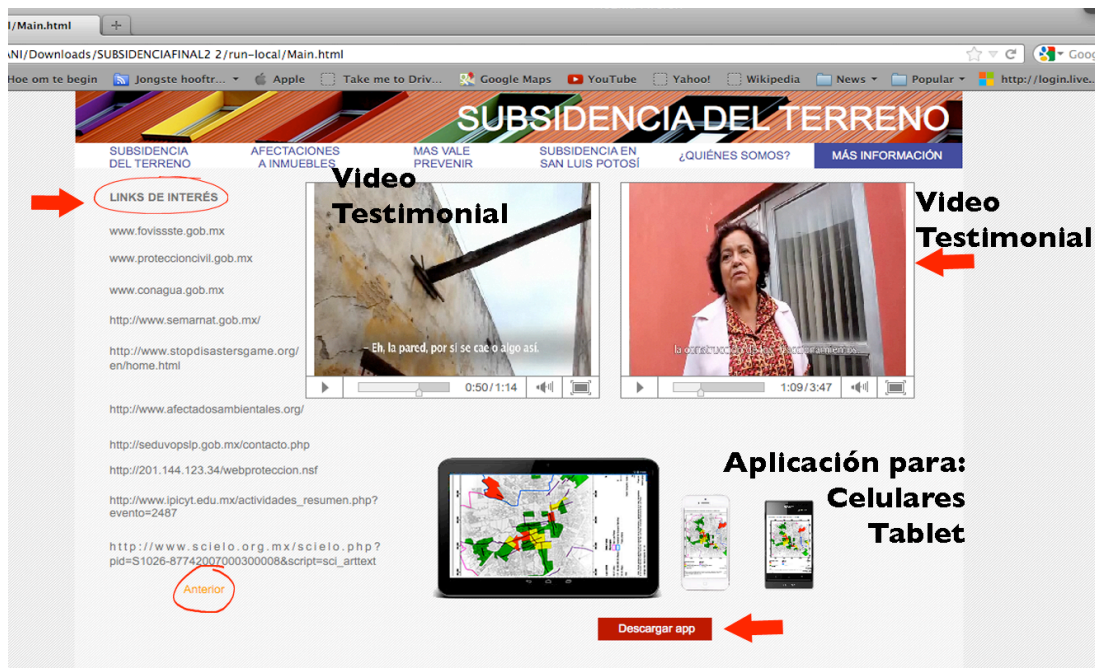 l/Main.html
ANI/Downloads/SUBSIDENCIAFINAL2 2/run-local/Main.html
Goog
Hoe om te begin
Jongste hooftr...
Apple
Take me to Driv...
Google Maps
YouTube
Yahoo!
Wikipedia
News
Popular
http://login.live...
SUBSIDENCIA DEL TERRENO
SUBSIDENCIA
DEL TERRENO
AFECTACIONES
A INMUEBLES
MAS VALE
PREVENIR
SUBSIDENCIA EN
SAN LUIS POTOSÍ
¿QUIÉNES SOMOS?
MÁS INFORMACIÓN
LINKS DE INTERÉS
www.fovissste.gob.mx
www.proteccioncivil.gob.mx
www.conagua.gob.mx
http://www.semarnat.gob.mx/
http://www.stopdisastersgame.org/
en/home.html
http://www.afectadosambientales.org/
http://seduvopslp.gob.mx/contacto.php
http://201.144.123.34/webproteccion.nsf
http://www.ipicyt.edu.mx/actividades_resumen.php?
evento=2487
http://www.scielo.org.mx/scielo.php?
pid=S1026-87742007000300008&script=sci_arttext
Anterior
Video
Testimonial
– Eh, la pared, por si se cae o algo así.
0:50/1:14
Video
Testimonial
la construcción de los
1:09/3:47
Aplicación para:
Celulares
Tablet
Descargar app